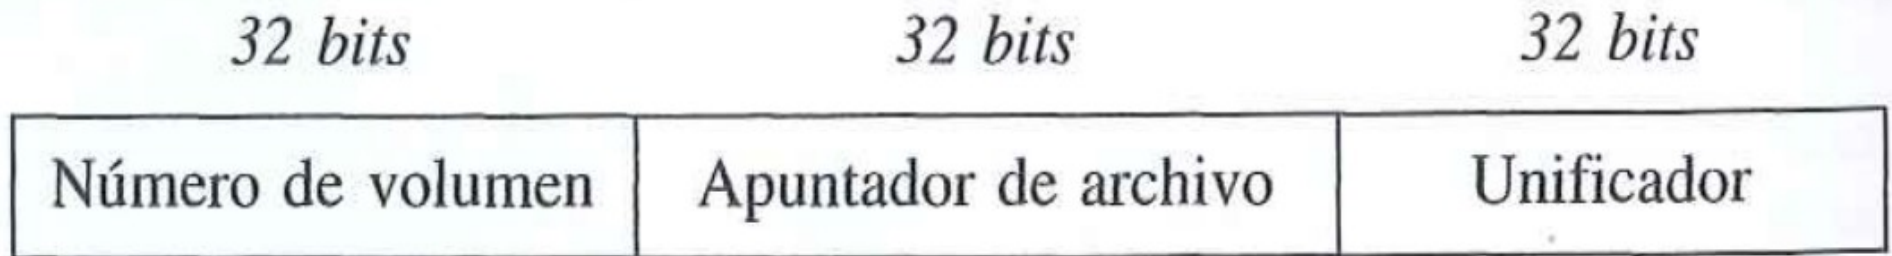 32 bits 32 bits 32 bits
Número de volumen Apuntador de archivo Unificador